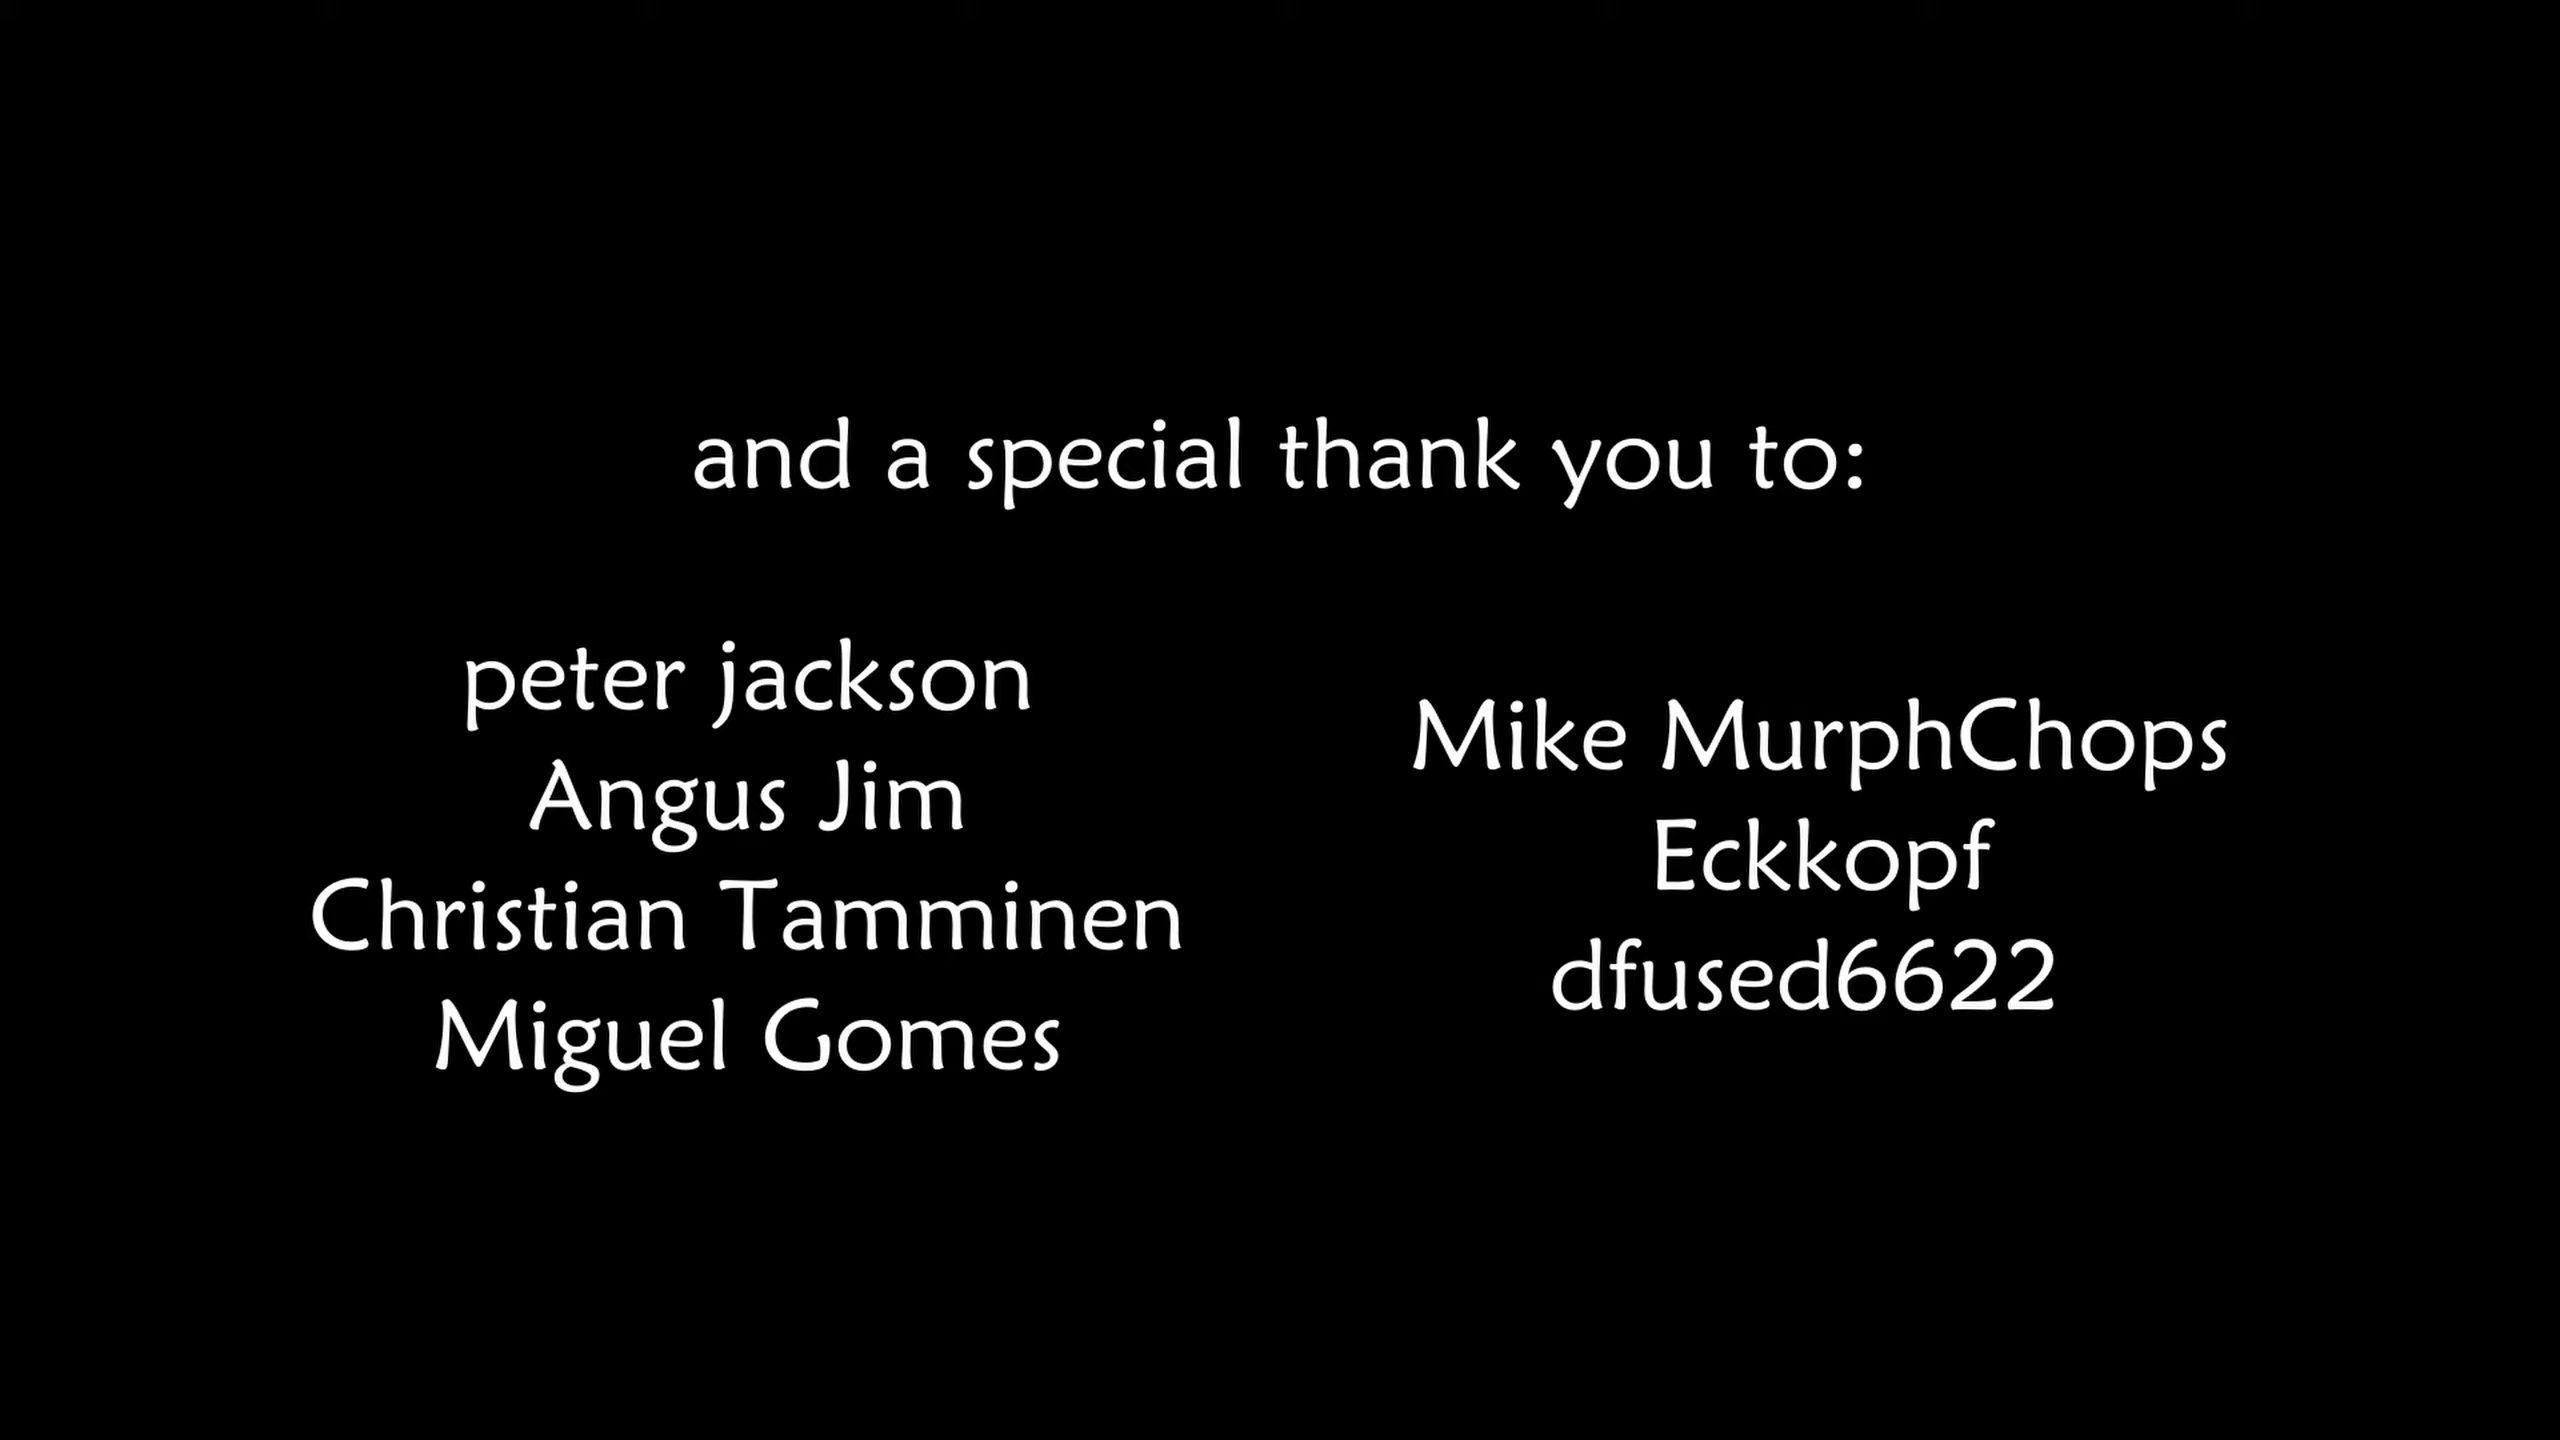 and a special thank you to:
peter jackson
Angus Jim
Christian Tamminen
Miguel Gomes
Mike MurphChops
Eckkopf
dfused6622